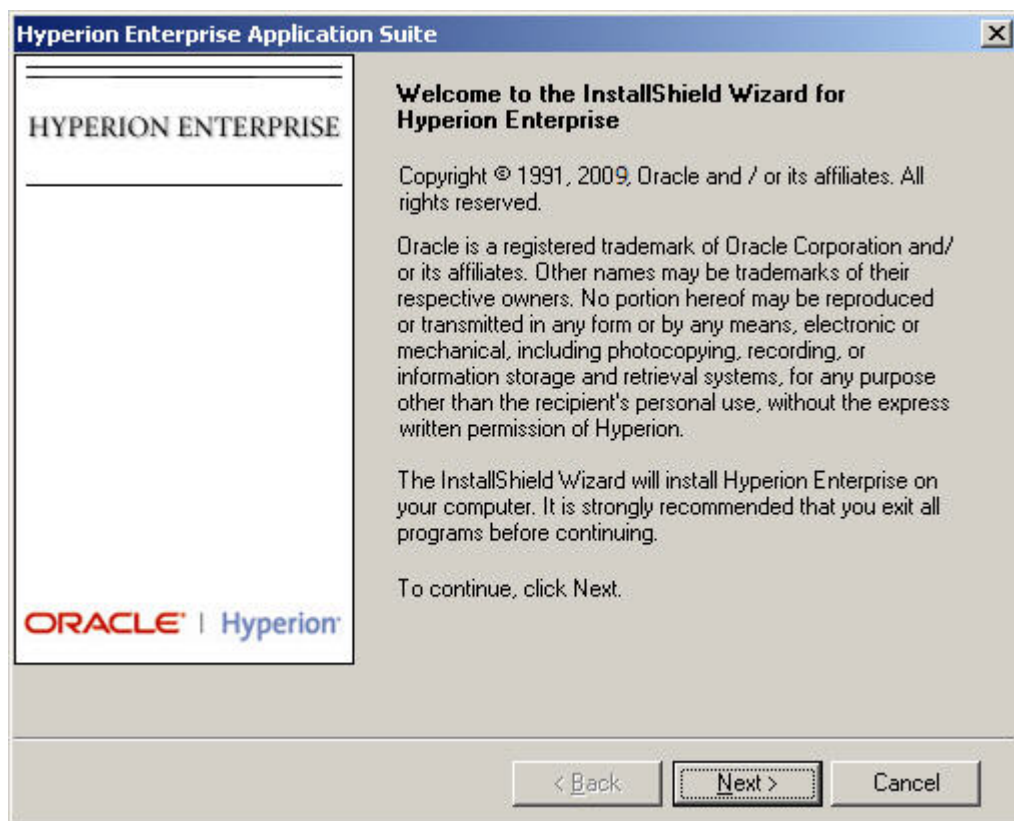 Hyperion Enterprise Application Suite
HYPERION ENTERPRISE
Welcome to the InstallShield Wizard for
Hyperion Enterprise
Copyright © 1991, 2009, Oracle and / or its affiliates. All
rights reserved.
Oracle is a registered trademark of Oracle Corporation and/
or its affiliates. Other names may be trademarks of their
respective owners. No portion hereof may be reproduced
or transmitted in any form or by any means, electronic or
mechanical, including photocopying, recording, or
information storage and retrieval systems, for any purpose
other than the recipient's personal use, without the express
written permission of Hyperion.
The InstallShield Wizard will install Hyperion Enterprise on
your computer. It is strongly recommended that you exit all
programs before continuing.
To continue, click Next.
ORACLE | Hyperion
< Back
Next >
Cancel